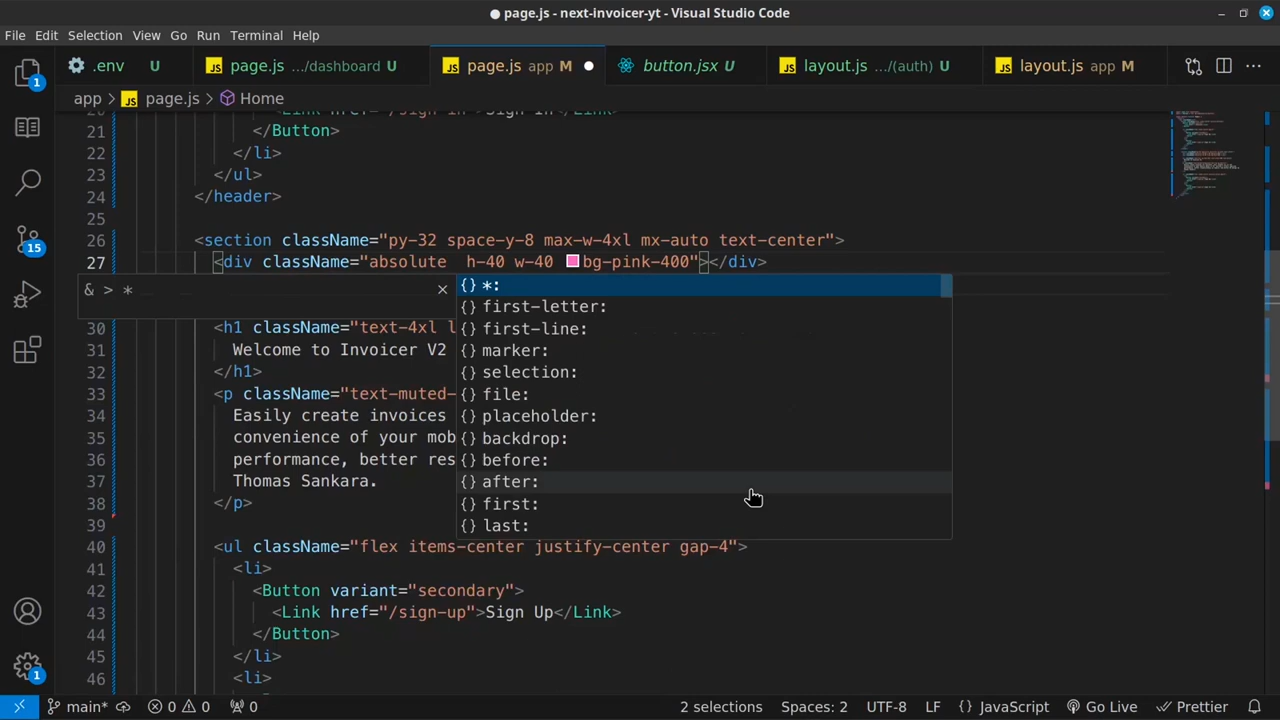 page.js - next-invoicer-yt - Visual Studio Code
File Edit Selection View Go Run Terminal Help
.env U
page.js .../dashboard U
page.js app M
button.jsx U
layout.js .../(auth) U
layout.js app M
app > page.js > Home
21 </Button>
22 </li>
23 </ul>
24 </header>
25
26 <section className="py-32 space-y-8 max-w-4xl mx-auto text-center">
27 <div className="absolute  h-40 w-40 bg-pink-400"></div>
& > *
*:
first-letter:
first-line:
marker:
selection:
file:
placeholder:
backdrop:
before:
after:
first:
last:
30 <h1 className="text-4xl l
31 Welcome to Invoicer V2
32 </h1>
33 <p className="text-muted-
34 Easily create invoices
35 convenience of your mob
36 performance, better res
37 Thomas Sankara.
38 </p>
39
40 <ul className="flex items-center justify-center gap-4">
41 <li>
42 <Button variant="secondary">
43 <Link href="/sign-up">Sign Up</Link>
44 </Button>
45 </li>
46 <li>
1
15
1
main* 0 0 0 2 selections Spaces: 2 UTF-8 LF {} JavaScript Go Live Prettier